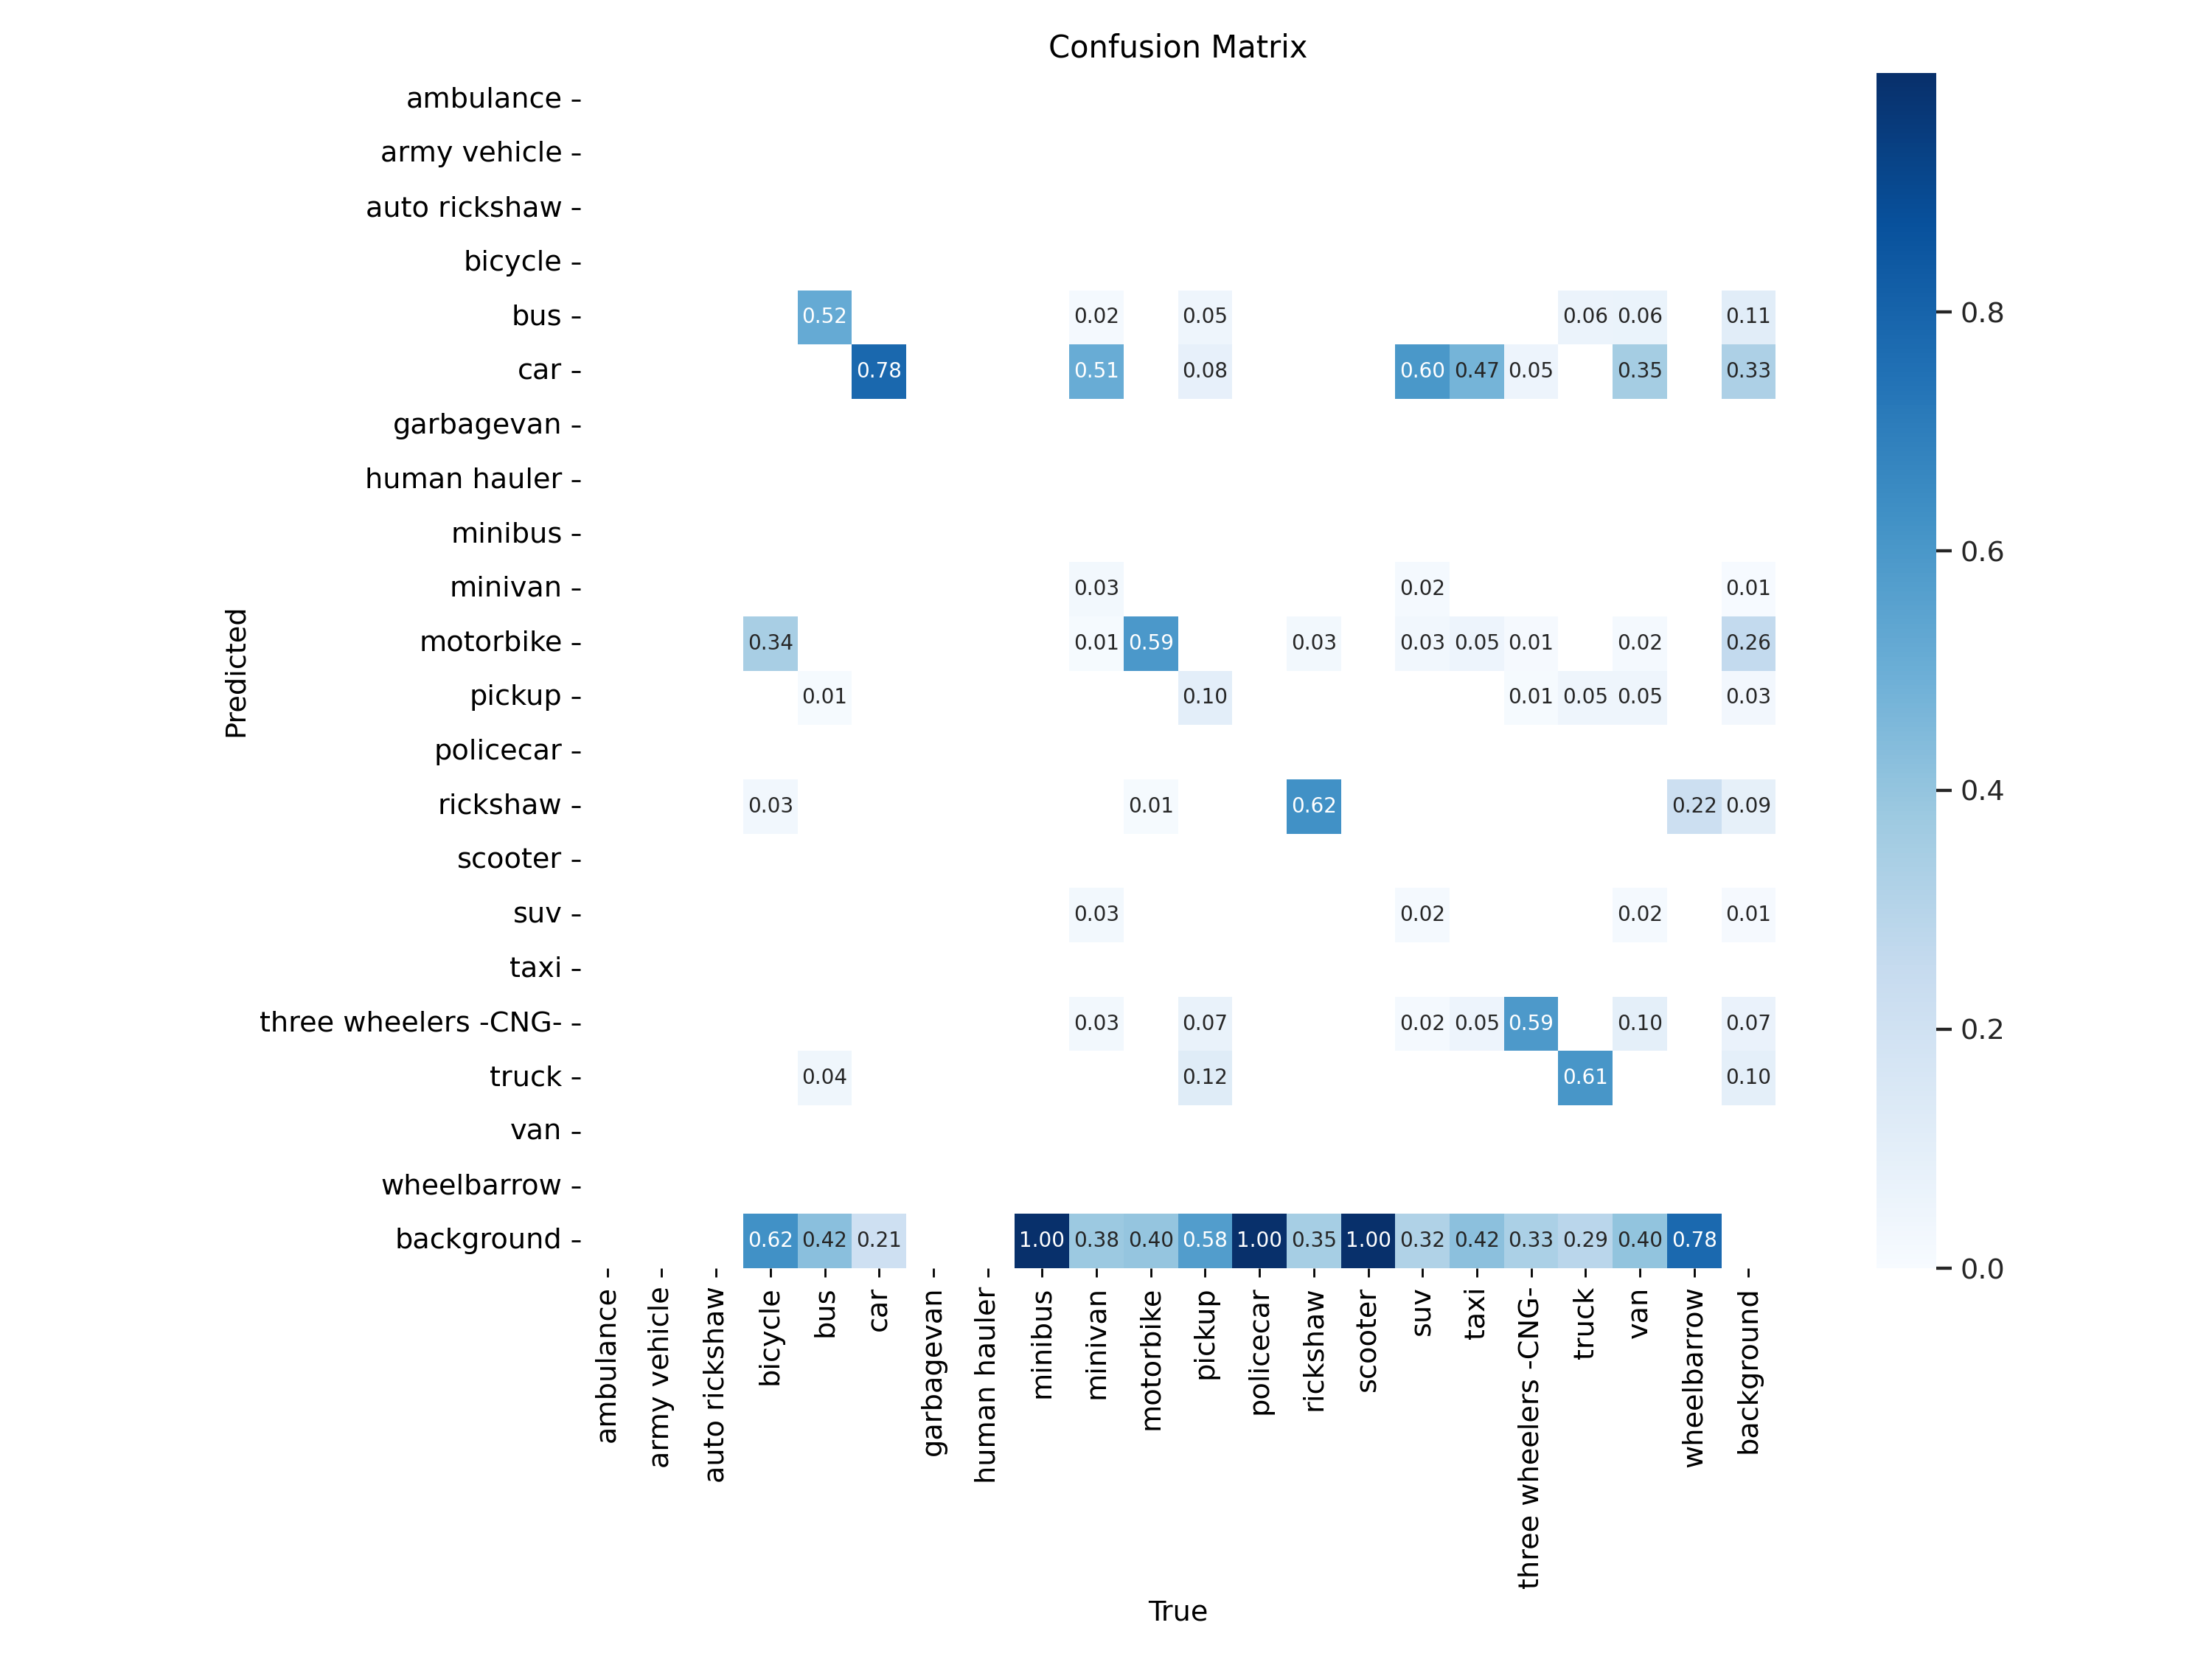 Confusion Matrix
ambulance
army vehicle
auto rickshaw
bicycle
bus 0.52 0.02 0.05 0.06 0.06 0.11
car 0.78 0.51 0.08 0.60 0.47 0.05 0.35 0.33
garbagevan
human hauler
minibus
minivan 0.03 0.02 0.01
motorbike 0.34 0.01 0.59 0.03 0.03 0.05 0.01 0.02 0.26
pickup 0.01 0.10 0.01 0.05 0.05 0.03
policecar
rickshaw 0.03 0.01 0.62 0.22 0.09
scooter
suv 0.03 0.02 0.02 0.01
taxi
three wheelers -CNG- 0.03 0.07 0.02 0.05 0.59 0.10 0.07
truck 0.04 0.12 0.61 0.10
van
wheelbarrow
background 0.62 0.42 0.21 1.00 0.38 0.40 0.58 1.00 0.35 1.00 0.32 0.42 0.33 0.29 0.40 0.78
Predicted
ambulance
army vehicle
auto rickshaw
bicycle
bus
car
garbagevan
human hauler
minibus
minivan
motorbike
pickup
policecar
rickshaw
scooter
suv
taxi
three wheelers -CNG-
truck
van
wheelbarrow
background
True
0.8
0.6
0.4
0.2
0.0